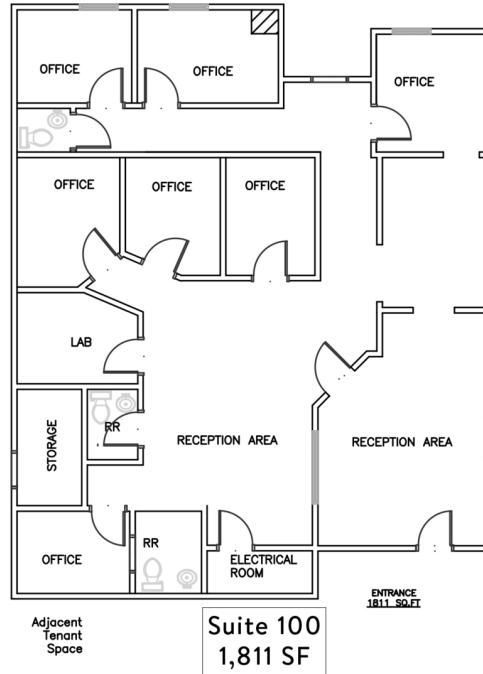 OFFICE
OFFICE
OFFICE
OFFICE
OFFICE
OFFICE
LAB
STORAGE
RR
RECEPTION AREA
RECEPTION AREA
OFFICE
RR
ELECTRICAL
ROOM
ENTRANCE
1811 SQ.FT
Adjacent
Tenant
Space
Suite 100
1,811 SF